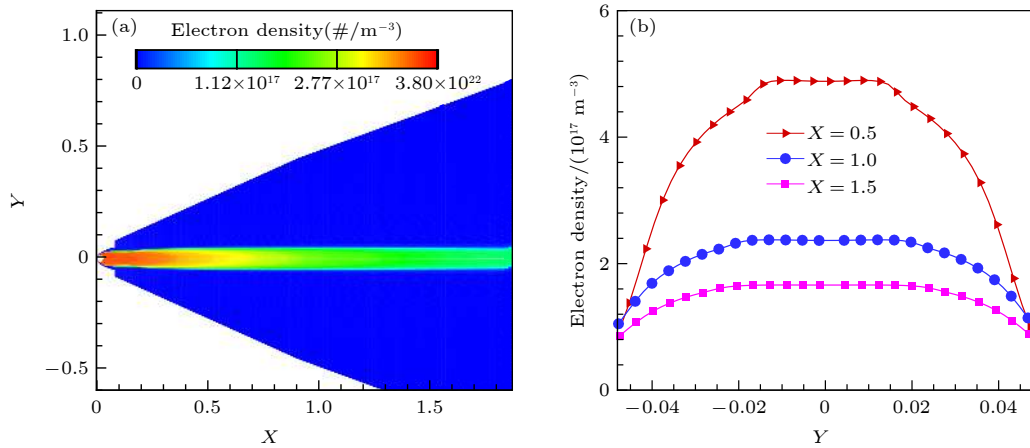 (a)
Electron density(#/m⁻³)
0 1.12×10¹⁷ 2.77×10¹⁷ 3.80×10²²
1.0
0.5
0
−0.5
Y
0 0.5 1.0 1.5
X
(b)
6
4
2
0
Electron density/(10¹⁷ m⁻³)
X = 0.5
X = 1.0
X = 1.5
−0.04 −0.02 0 0.02 0.04
Y